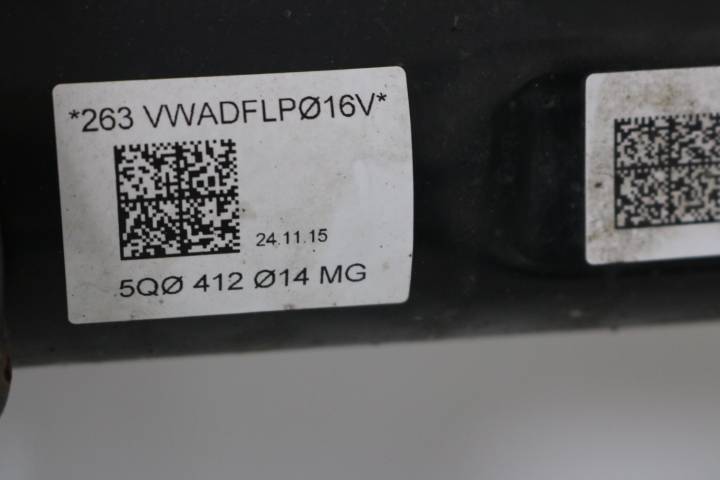 *263 VWADFLPØ16V*
24.11.15
5QØ 412 Ø14 MG